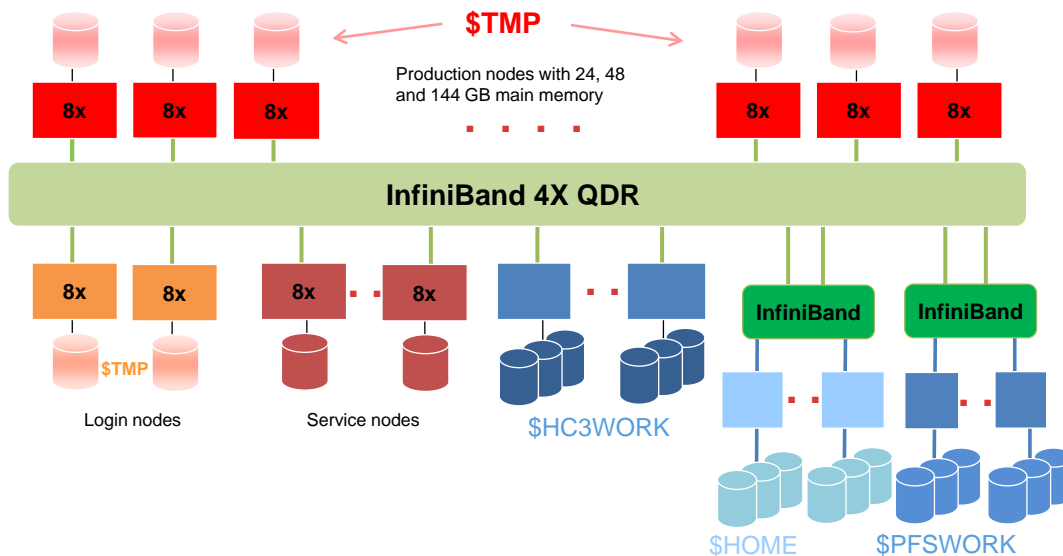 $TMP
Production nodes with 24, 48
and 144 GB main memory
8x
8x
8x
8x
8x
8x
InfiniBand 4X QDR
8x
8x
8x
8x
InfiniBand
InfiniBand
$TMP
Login nodes
Service nodes
$HC3WORK
$HOME
$PFSWORK